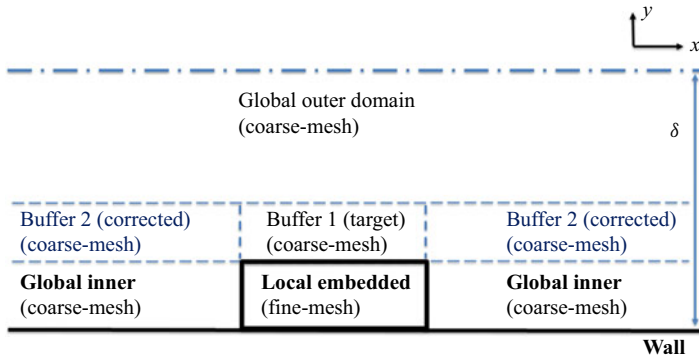 y
x
Global outer domain
(coarse-mesh)
δ
Buffer 2 (corrected)
(coarse-mesh)
Buffer 1 (target)
(coarse-mesh)
Buffer 2 (corrected)
(coarse-mesh)
Global inner
(coarse-mesh)
Local embedded
(fine-mesh)
Global inner
(coarse-mesh)
Wall